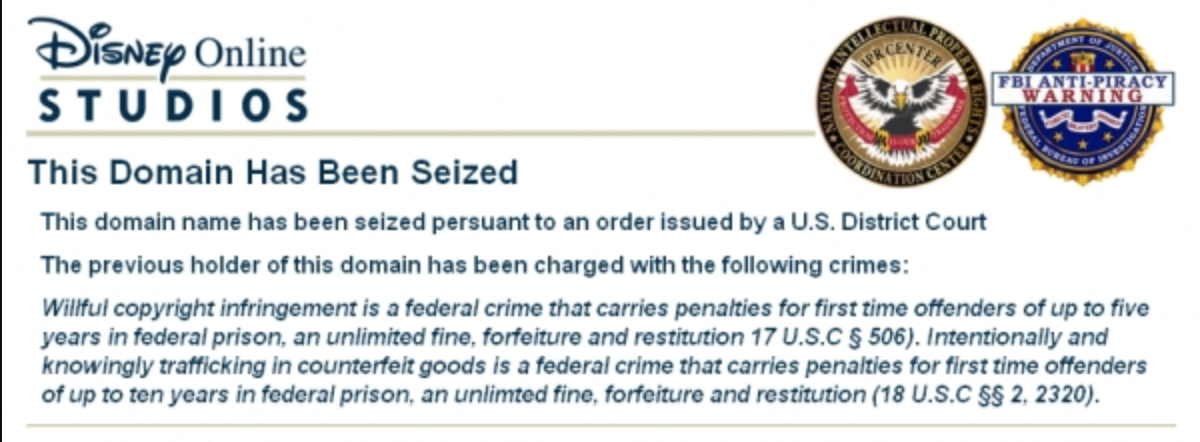 Disney Online
STUDIOS
NATIONAL INTELLECTUAL PROPERTY RIGHTS
IPR CENTER
COORDINATION CENTER
DEPARTMENT OF JUSTICE
FBI ANTI-PIRACY
WARNING
FEDERAL BUREAU OF INVESTIGATION
This Domain Has Been Seized
This domain name has been seized persuant to an order issued by a U.S. District Court
The previous holder of this domain has been charged with the following crimes:
Willful copyright infringement is a federal crime that carries penalties for first time offenders of up to five
years in federal prison, an unlimited fine, forfeiture and restitution 17 U.S.C § 506). Intentionally and
knowingly trafficking in counterfeit goods is a federal crime that carries penalties for first time offenders
of up to ten years in federal prison, an unlimted fine, forfeiture and restitution (18 U.S.C §§ 2, 2320).